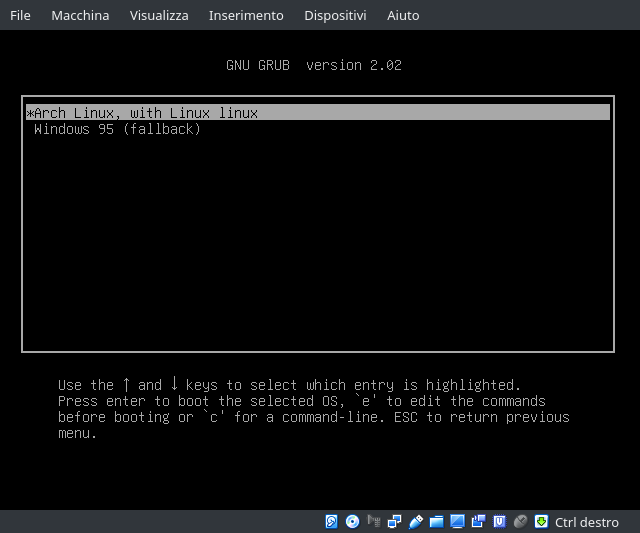 File Macchina Visualizza Inserimento Dispositivi Aiuto
GNU GRUB version 2.02
*Arch Linux, with Linux linux
Windows 95 (fallback)
Use the ↑ and ↓ keys to select which entry is highlighted.
Press enter to boot the selected OS, `e' to edit the commands
before booting or `c' for a command-line. ESC to return previous
menu.
Ctrl destro